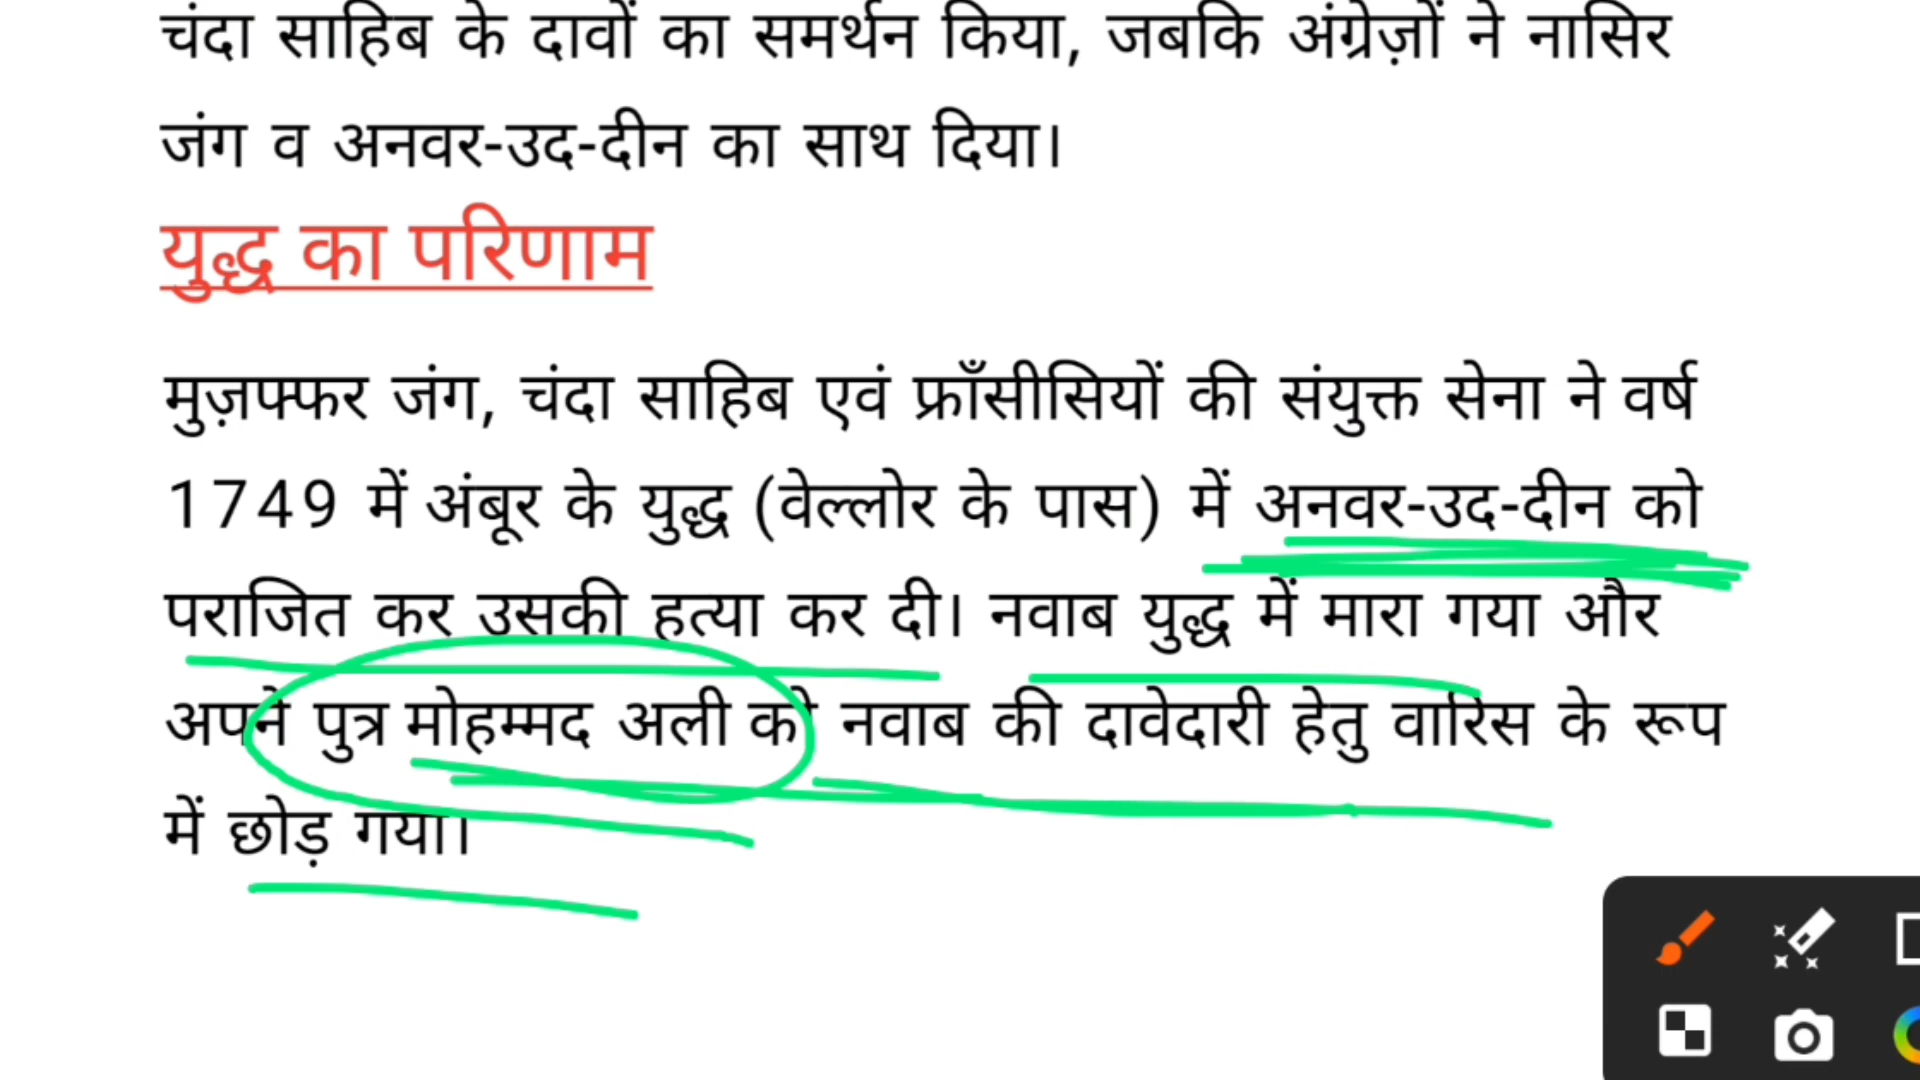 चंदा साहिब के दावों का समर्थन किया, जबकि अंग्रेज़ों ने नासिर
जंग व अनवर-उद-दीन का साथ दिया।
युद्ध का परिणाम
मुज़फ्फर जंग, चंदा साहिब एवं फ्राँसीसियों की संयुक्त सेना ने वर्ष
1749 में अंबूर के युद्ध (वेल्लोर के पास) में अनवर-उद-दीन को
पराजित कर उसकी हत्या कर दी। नवाब युद्ध में मारा गया और
अपने पुत्र मोहम्मद अली को नवाब की दावेदारी हेतु वारिस के रूप
में छोड़ गया।